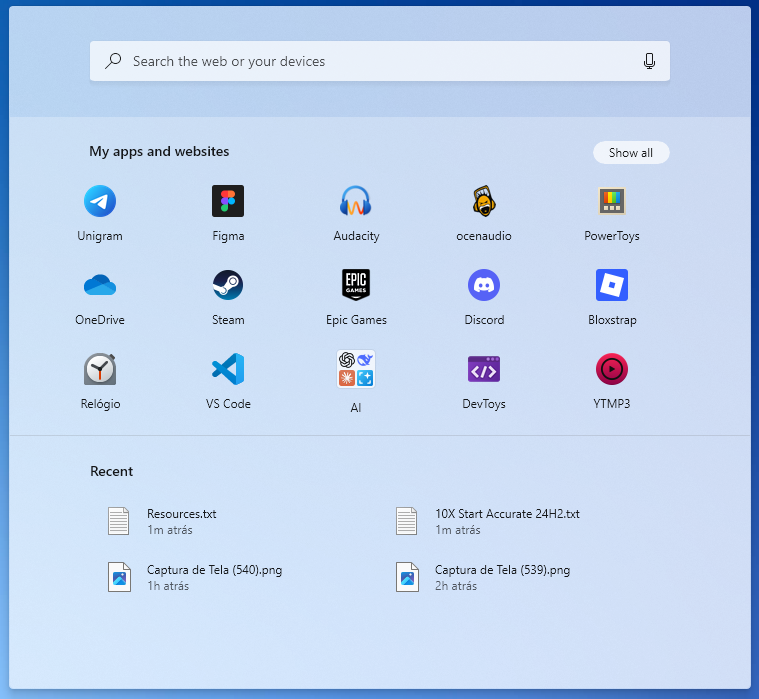 Search the web or your devices
My apps and websites
Show all
Unigram
Figma
Audacity
ocenaudio
PowerToys
OneDrive
Steam
EPIC
GAMES
Epic Games
Discord
Bloxstrap
Relógio
VS Code
AI
DevToys
YTMP3
Recent
Resources.txt
1m atrás
10X Start Accurate 24H2.txt
1m atrás
Captura de Tela (540).png
1h atrás
Captura de Tela (539).png
2h atrás